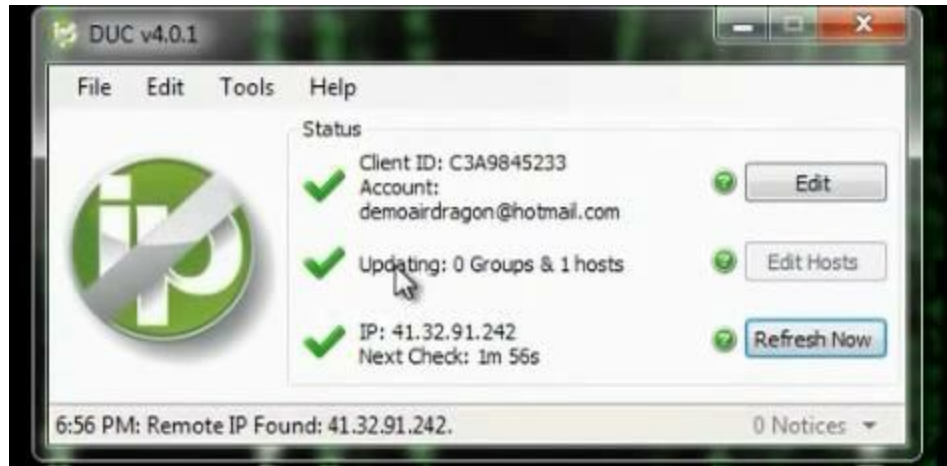 DUC v4.0.1
File Edit Tools Help
Status
Client ID: C3A9845233
Account:
demoairdragon@hotmail.com
Edit
Updating: 0 Groups & 1 hosts
Edit Hosts
IP: 41.32.91.242
Next Check: 1m 56s
Refresh Now
ip
6:56 PM: Remote IP Found: 41.32.91.242.
0 Notices